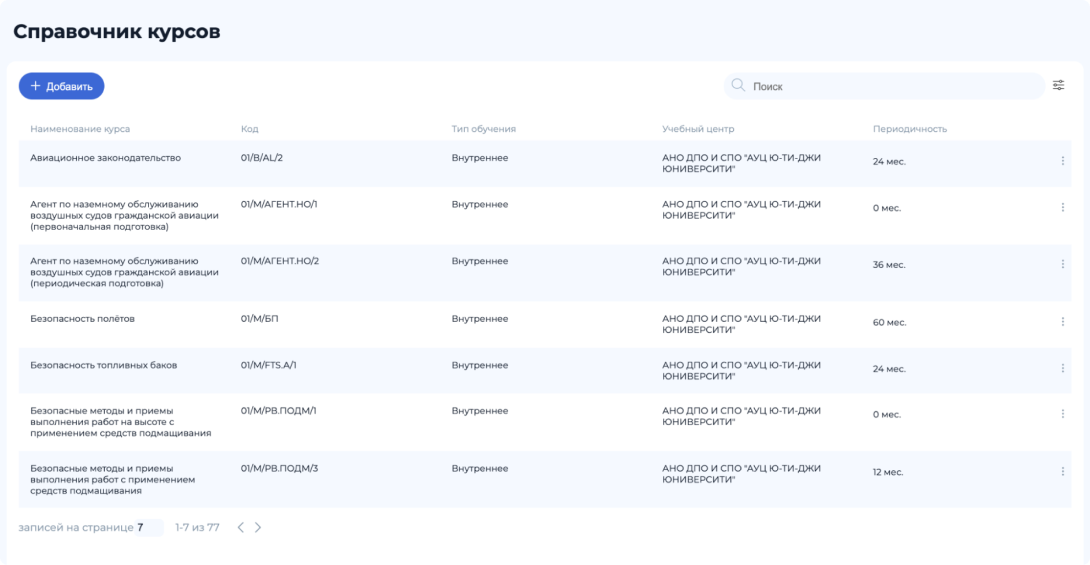 Справочник курсов
Добавить
Поиск
Наименование курса Код Тип обучения Учебный центр Периодичность
Авиационное законодательство 01/B/AL/2 Внутреннее АНО ДПО И СПО "АУЦ Ю-ТИ-ДЖИ 24 мес.
ЮНИВЕРСИТИ"
Агент по наземному обслуживанию 01/М/АГЕНТ.НО/1 Внутреннее АНО ДПО И СПО "АУЦ Ю-ТИ-ДЖИ 0 мес.
воздушных судов гражданской авиации ЮНИВЕРСИТИ"
(первоначальная подготовка)
Агент по наземному обслуживанию 01/М/АГЕНТ.НО/2 Внутреннее АНО ДПО И СПО "АУЦ Ю-ТИ-ДЖИ 36 мес.
воздушных судов гражданской авиации ЮНИВЕРСИТИ"
(периодическая подготовка)
Безопасность полётов 01/М/БП Внутреннее АНО ДПО И СПО "АУЦ Ю-ТИ-ДЖИ 60 мес.
ЮНИВЕРСИТИ"
Безопасность топливных баков 01/M/FTS.A/1 Внутреннее АНО ДПО И СПО "АУЦ Ю-ТИ-ДЖИ 24 мес.
ЮНИВЕРСИТИ"
Безопасные методы и приемы 01/М/РВ.ПОДМ/1 Внутреннее АНО ДПО И СПО "АУЦ Ю-ТИ-ДЖИ 0 мес.
выполнения работ на высоте с ЮНИВЕРСИТИ"
применением средств подмащивания
Безопасные методы и приемы 01/М/РВ.ПОДМ/3 Внутреннее АНО ДПО И СПО "АУЦ Ю-ТИ-ДЖИ 12 мес.
выполнения работ с применением ЮНИВЕРСИТИ"
средств подмащивания
записей на странице 7 1-7 из 77